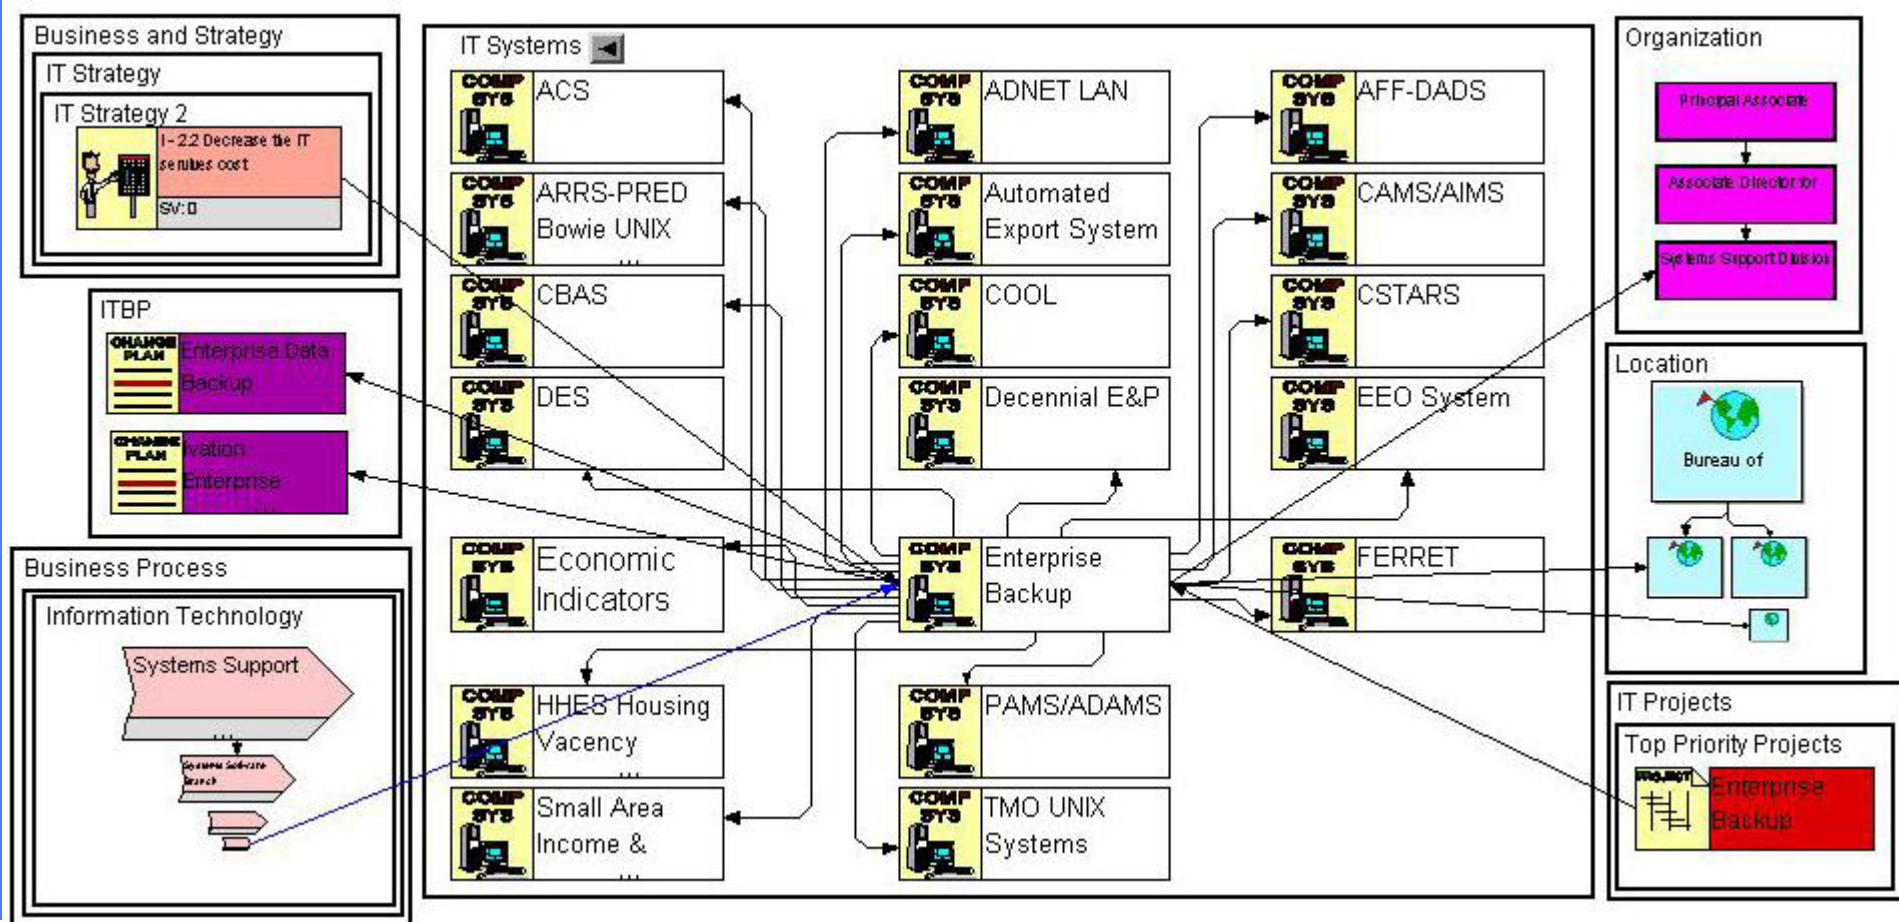 Business and Strategy
IT Strategy
IT Strategy 2
I - 2.2 Decrease the IT
services cost
SV: 0
ITBP
CHANGE
PLAN
Enterprise Data
Backup
CHANGE
PLAN
ivation
Enterprise
...
Business Process
Information Technology
Systems Support
...
Systems Software
Branch
IT Systems
COMP
SYS
ACS
COMP
SYS
ADNET LAN
COMP
SYS
AFF-DADS
COMP
SYS
ARRS-PRED
Bowie UNIX
...
COMP
SYS
Automated
Export System
COMP
SYS
CAMS/AIMS
COMP
SYS
CBAS
COMP
SYS
COOL
COMP
SYS
CSTARS
COMP
SYS
DES
COMP
SYS
Decennial E&P
COMP
SYS
EEO System
COMP
SYS
Economic
Indicators
COMP
SYS
Enterprise
Backup
COMP
SYS
FERRET
COMP
SYS
HHES Housing
Vacency
...
COMP
SYS
PAMS/ADAMS
COMP
SYS
Small Area
Income &
...
COMP
SYS
TMO UNIX
Systems
Organization
Principal Associate
Associate Director for
Systems Support Division
Location
Bureau of
IT Projects
Top Priority Projects
PROJECT
Enterprise
Backup